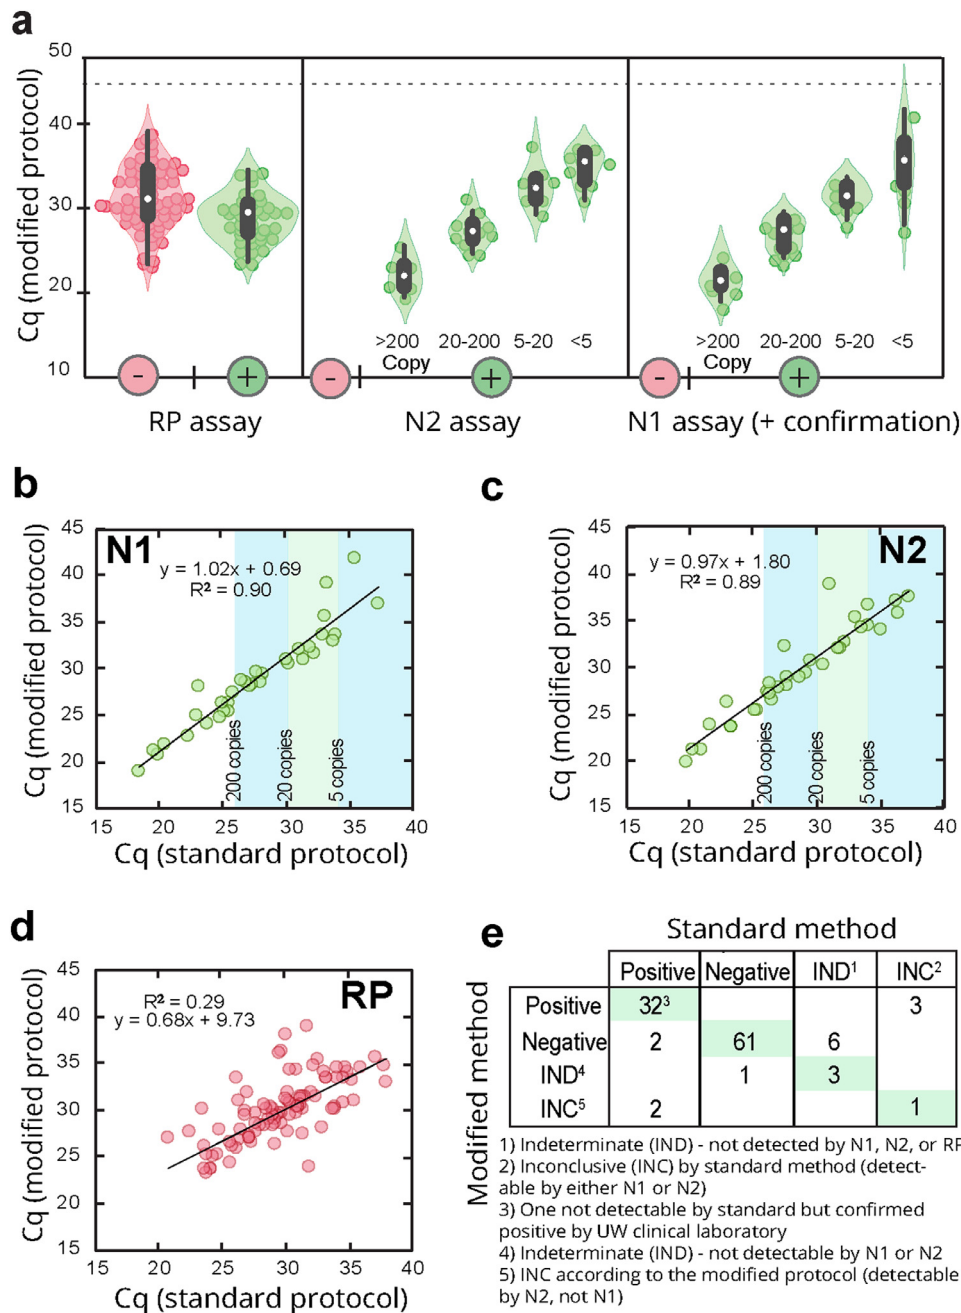 a
Cq (modified protocol)
50
40
30
20
10
>200
Copy
20-200
5-20
<5
>200
Copy
20-200
5-20
<5
-
+
-
+
-
+
RP assay
N2 assay
N1 assay (+ confirmation)
b
N1
y = 1.02x + 0.69
R² = 0.90
Cq (modified protocol)
45
40
35
30
25
20
15
200 copies
20 copies
5 copies
15 20 25 30 35 40
Cq (standard protocol)
c
N2
y = 0.97x + 1.80
R² = 0.89
Cq (modified protocol)
45
40
35
30
25
20
15
200 copies
20 copies
5 copies
15 20 25 30 35 40
Cq (standard protocol)
d
RP
R² = 0.29
y = 0.68x + 9.73
Cq (modified protocol)
45
40
35
30
25
20
15
15 20 25 30 35 40
Cq (standard protocol)
e
Standard method
Modified method
Positive Negative IND¹ INC²
Positive 32³ 3
Negative 2 61 6
IND⁴ 1 3
INC⁵ 2 1
1) Indeterminate (IND) - not detected by N1, N2, or RP
2) Inconclusive (INC) by standard method (detect-
able by either N1 or N2)
3) One not detectable by standard but confirmed
positive by UW clinical laboratory
4) Indeterminate (IND) - not detectable by N1 or N2
5) INC according to the modified protocol (detectable
by N2, not N1)